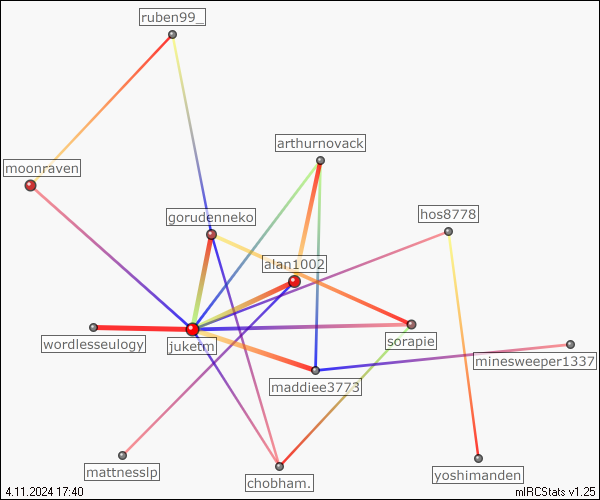 ruben99_
arthurnovack
moonraven
gorudenneko
hos8778
alan1002
wordlesseulogy
juketm
sorapie
minesweeper1337
maddiee3773
mattnesslp
chobham.
yoshimanden
4.11.2024 17:40
mIRCStats v1.25